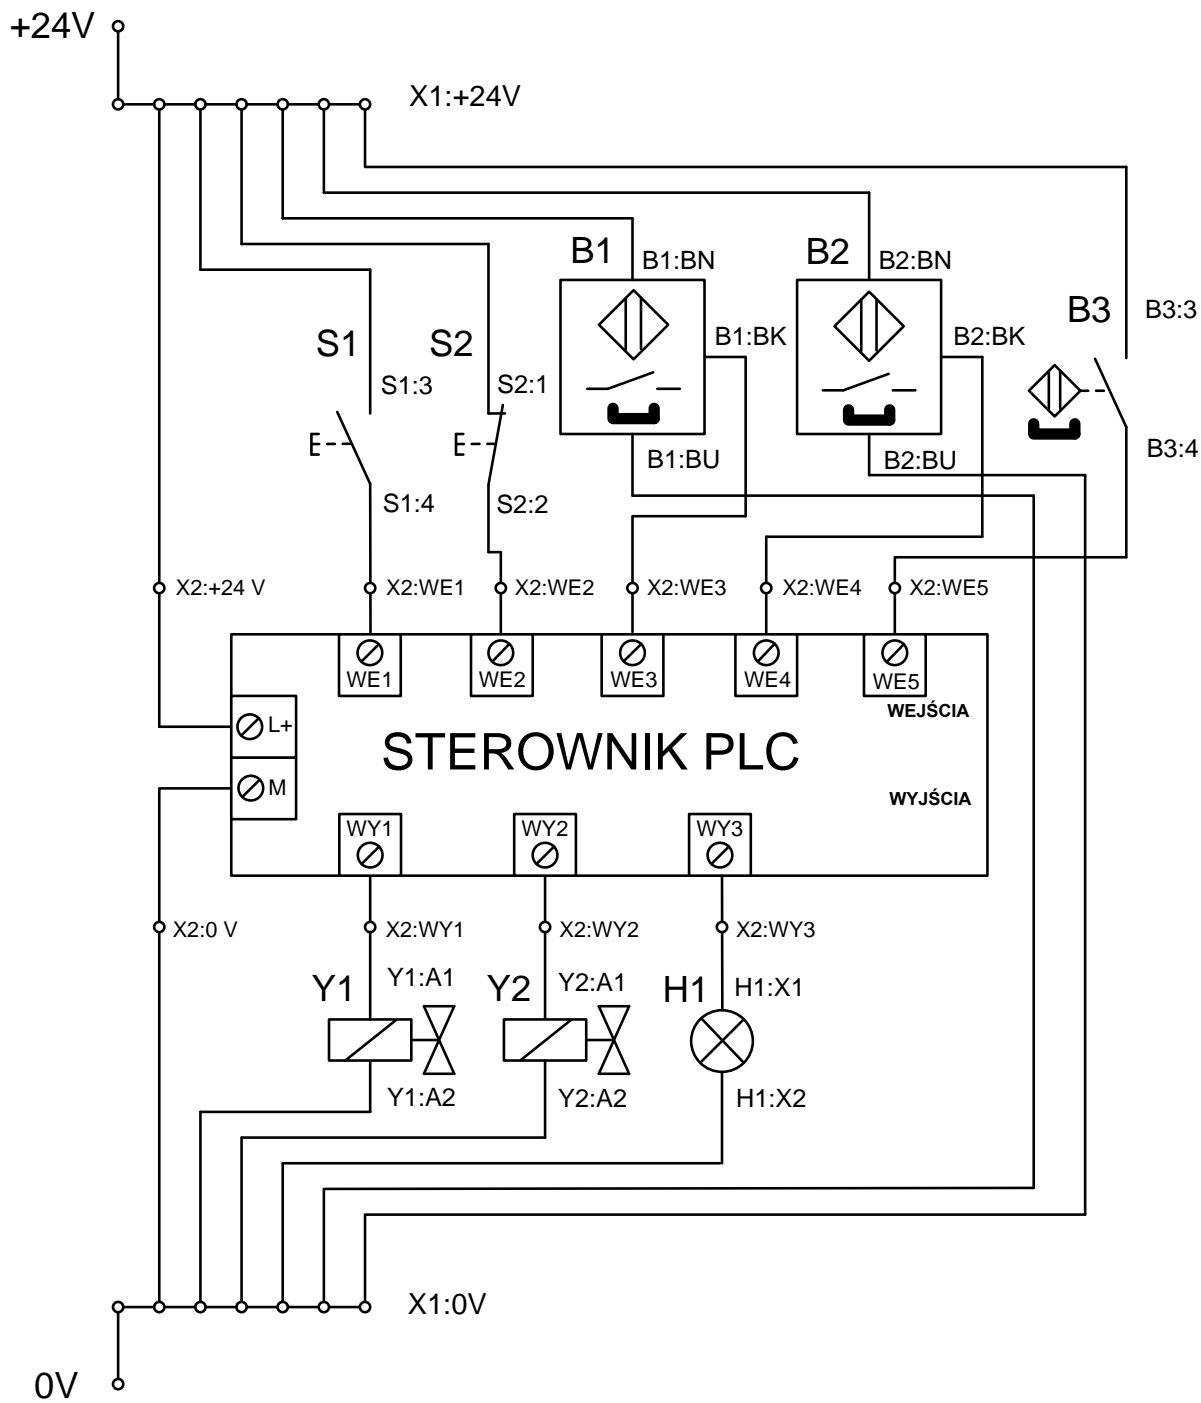 +24V
X1:+24V
B1
B1:BN
B2
B2:BN
B3
B3:3
S1
S2
B1:BK
B2:BK
S1:3
S2:1
B1:BU
B2:BU
B3:4
S1:4
S2:2
X2:+24 V
X2:WE1
X2:WE2
X2:WE3
X2:WE4
X2:WE5
WE1
WE2
WE3
WE4
WE5
WEJŚCIA
L+
STEROWNIK PLC
M
WYJŚCIA
WY1
WY2
WY3
X2:0 V
X2:WY1
X2:WY2
X2:WY3
Y1
Y1:A1
Y2
Y2:A1
H1
H1:X1
Y1:A2
Y2:A2
H1:X2
X1:0V
0V